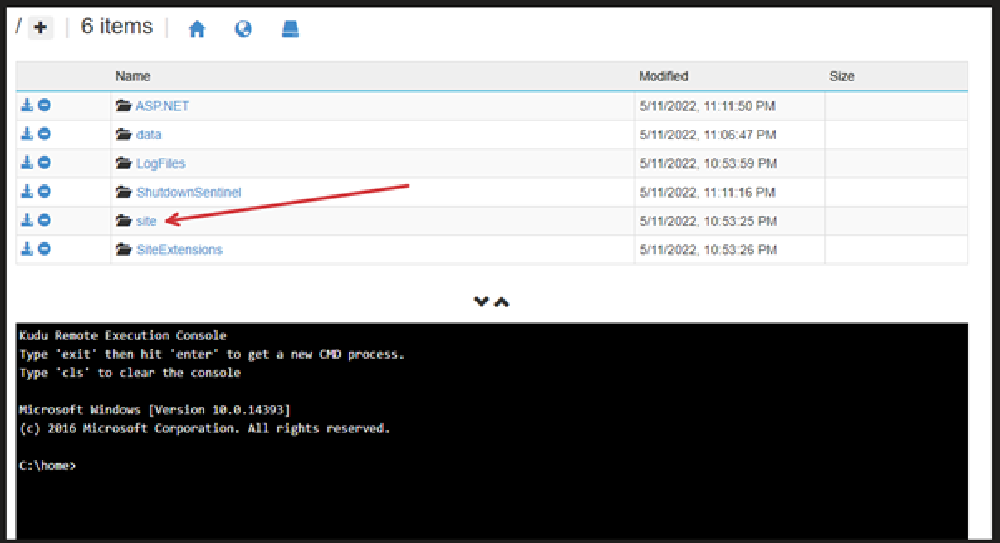 / + | 6 items |
Name Modified Size
ASP.NET 5/11/2022, 11:11:50 PM
data 5/11/2022, 11:06:47 PM
LogFiles 5/11/2022, 10:53:59 PM
ShutdownSentinel 5/11/2022, 11:11:16 PM
site 5/11/2022, 10:53:25 PM
SiteExtensions 5/11/2022, 10:53:26 PM
Kudu Remote Execution Console
Type 'exit' then hit 'enter' to get a new CMD process.
Type 'cls' to clear the console
Microsoft Windows [Version 10.0.14393]
(c) 2016 Microsoft Corporation. All rights reserved.
C:\home>